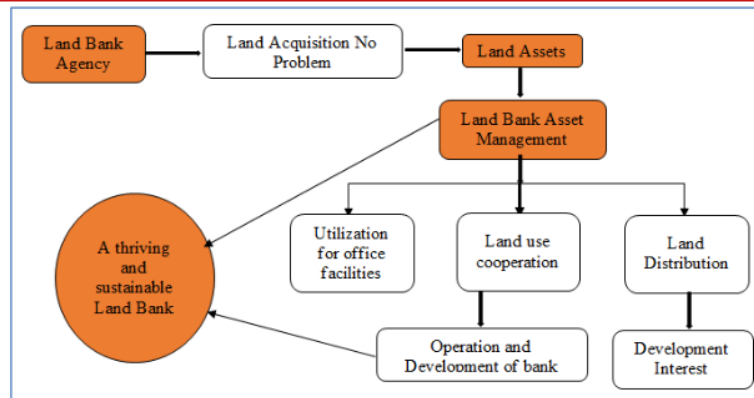 Land Bank
Agency
Land Acquisition No
Problem
Land Assets
Land Bank Asset
Management
A thriving
and
sustainable
Land Bank
Utilization
for office
facilities
Land use
cooperation
Land
Distribution
Operation and
Development of bank
Development
Interest